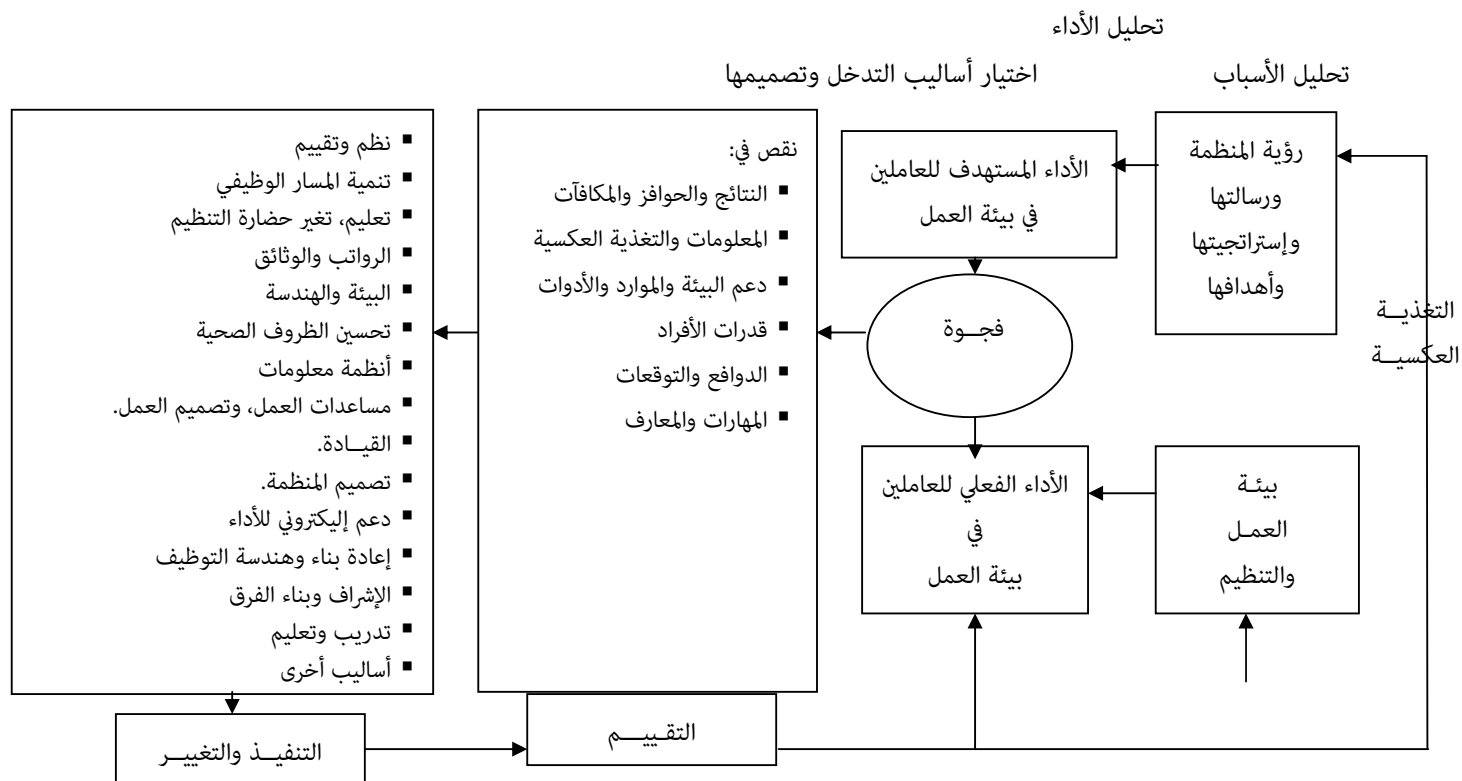 تحليل الأداء
تحليل الأسباب
اختيار أساليب التدخل وتصميمها
رؤية المنظمة
ورسالتها
وإستراتجيتها
وأهدافها
الأداء المستهدف للعاملين
في بيئة العمل
فجــوة
الأداء الفعلي للعاملين
في
بيئة العمل
بيئـة
العمـل
والتنظيم
التغذيــة
العكسيــة
نقص في:
▪ النتائج والحوافز والمكافآت
▪ المعلومات والتغذية العكسية
▪ دعم البيئة والموارد والأدوات
▪ قدرات الأفراد
▪ الدوافع والتوقعات
▪ المهارات والمعارف
▪ نظم وتقييم
▪ تنمية المسار الوظيفي
▪ تعليم، تغير حضارة التنظيم
▪ الرواتب والوثائق
▪ البيئة والهندسة
▪ تحسين الظروف الصحية
▪ أنظمة معلومات
▪ مساعدات العمل، وتصميم العمل.
▪ القيــادة.
▪ تصميم المنظمة.
▪ دعم إليكتروني للأداء
▪ إعادة بناء وهندسة التوظيف
▪ الإشراف وبناء الفرق
▪ تدريب وتعليم
▪ أساليب أخرى
التنفيــذ والتغييــر
التقـييــــم